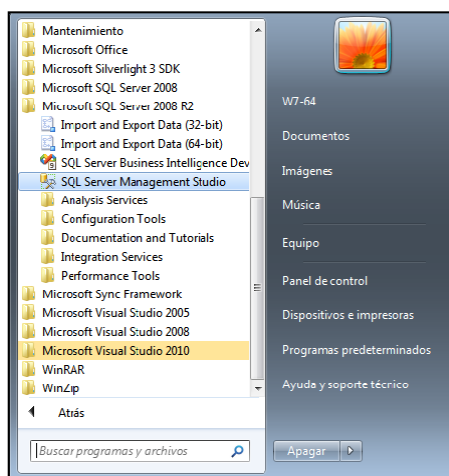 Mantenimiento
Microsoft Office
Microsoft Silverlight 3 SDK
Microsoft SQL Server 2008
Microsoft SQL Server 2008 R2
Import and Export Data (32-bit)
Import and Export Data (64-bit)
SQL Server Business Intelligence Dev
SQL Server Management Studio
Analysis Services
Configuration Tools
Documentation and Tutorials
Integration Services
Performance Tools
Microsoft Sync Framework
Microsoft Visual Studio 2005
Microsoft Visual Studio 2008
Microsoft Visual Studio 2010
WinRAR
WinZip
Atrás
Buscar programas y archivos
W7-64
Documentos
Imágenes
Música
Equipo
Panel de control
Dispositivos e impresoras
Programas predeterminados
Ayuda y soporte técnico
Apagar